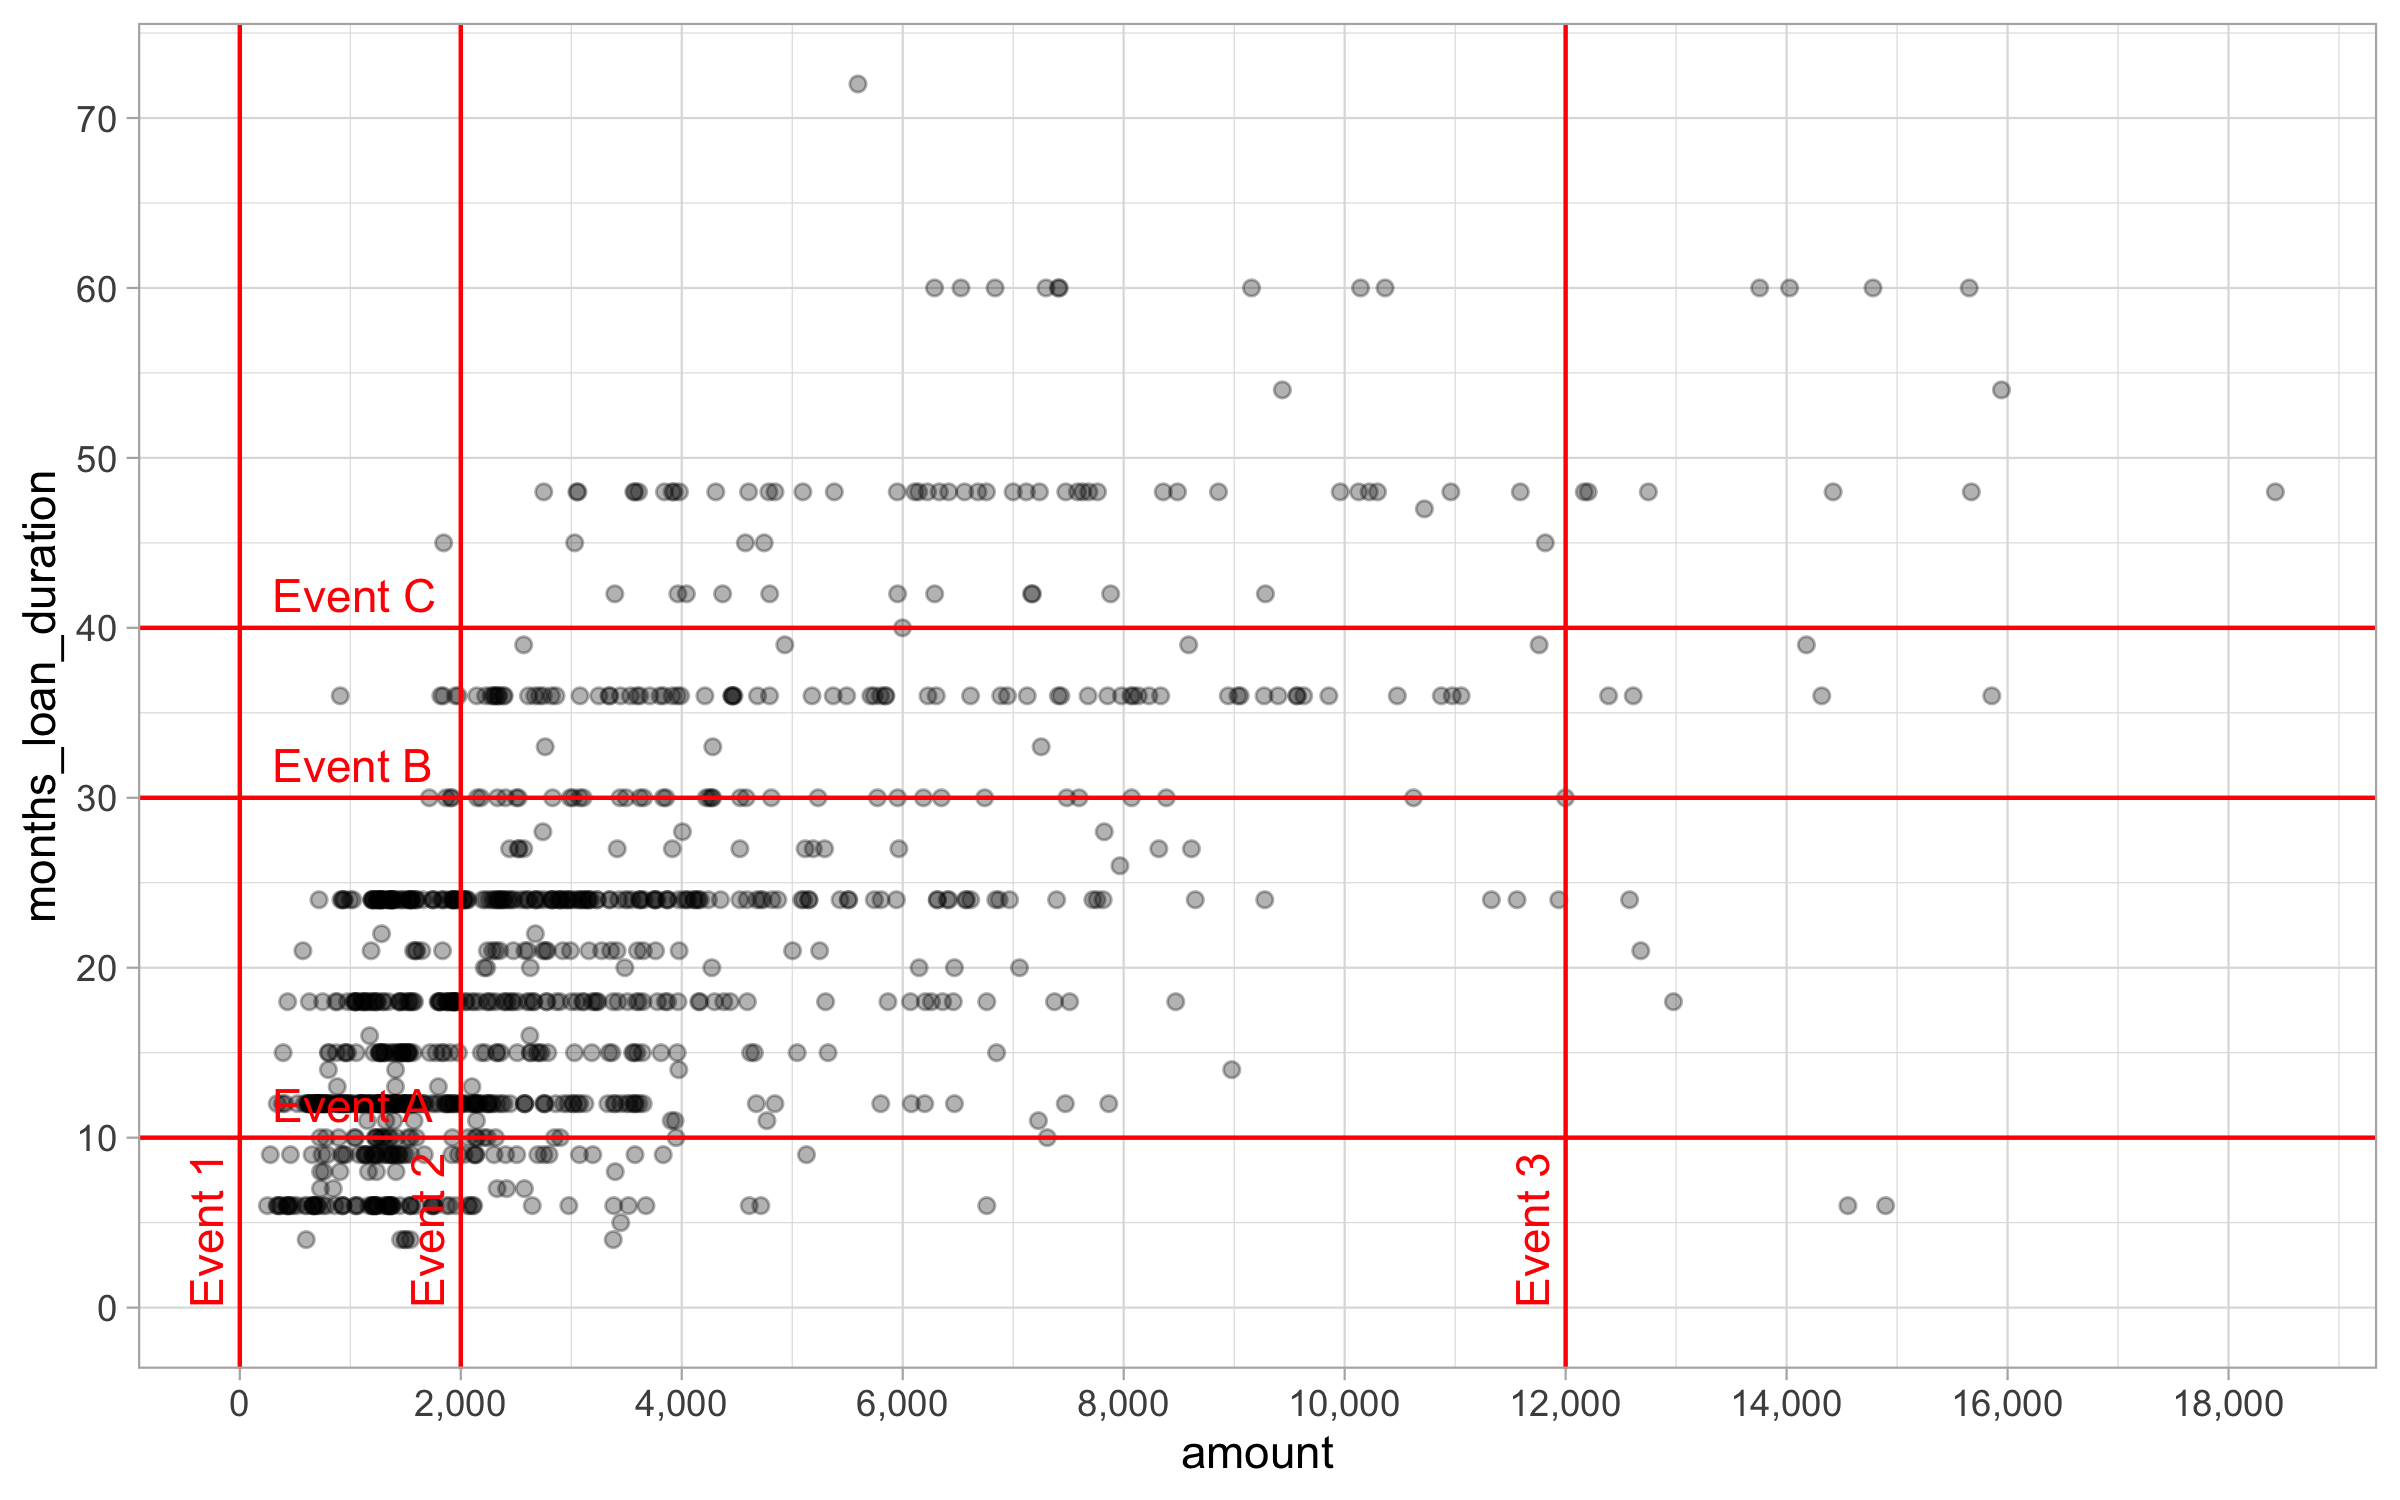 70
60
50
40
30
20
10
0
months_loan_duration
Event C
Event B
Event A
Event 1
Event 2
Event 3
0 2,000 4,000 6,000 8,000 10,000 12,000 14,000 16,000 18,000
amount